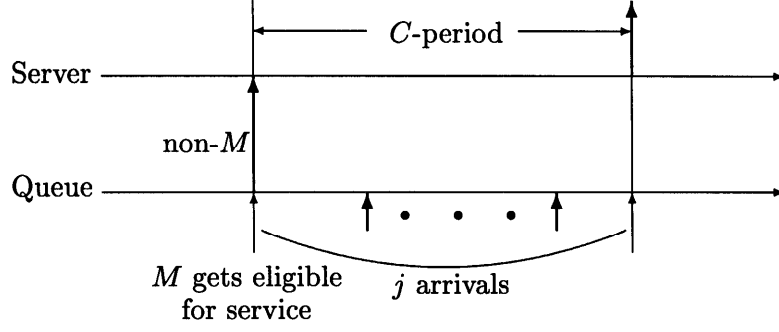 C-period
Server
non-M
Queue
M gets eligible
for service
j arrivals